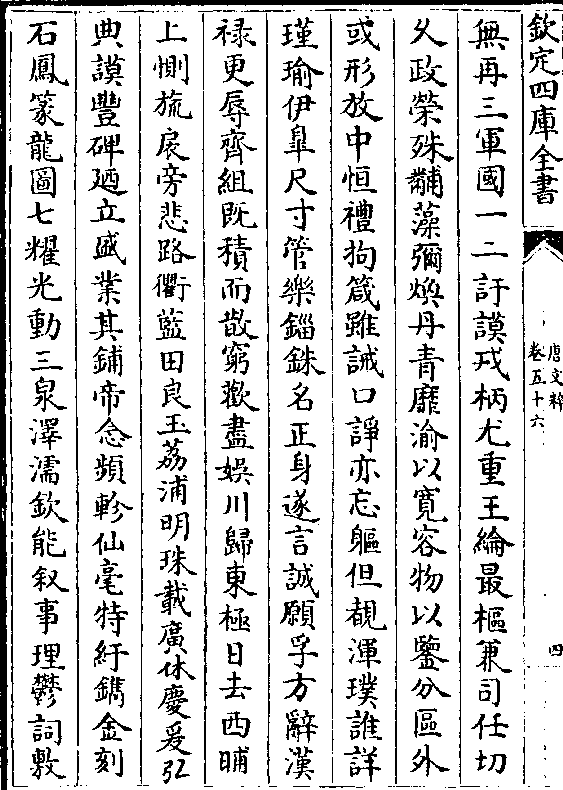 欽定四庫全書
唐文粹
卷五十六
四
無再三軍國一二訏謨戎柄尤重王綸最樞兼司任切
乆政榮殊黼藻彌煥丹青靡渝以寛容物以鑒分區外
或形放中恒禮拘箴雖誡口諍亦忘軀但覩渾璞誰詳
瑾瑜伊臯尺寸管樂錙銖名正身遂言誠願孚方辭漢
禄更辱齊組既積而散窮歡盡娱川歸東極日去西晡
上惻旒扆旁悲路衢藍田良玉荔浦明珠載廣休慶爰弘
典謨豐碑廼立盛業其鋪帝念頻軫仙毫特紆鐫金刻
石鳳篆龍圖七耀光動三泉澤濡欽能叙事理鬱詞敷